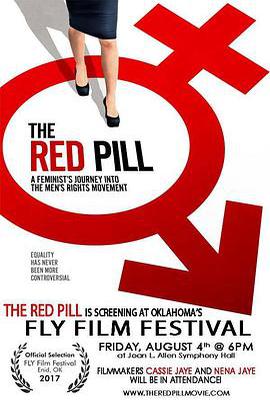 THE
RED PILL
A FEMINIST'S JOURNEY INTO
THE MEN'S RIGHTS MOVEMENT
EQUALITY
HAS NEVER
BEEN MORE
CONTROVERSIAL
THE RED PILL IS SCREENING AT OKLAHOMA'S
FLY FILM FESTIVAL
FRIDAY, AUGUST 4th @ 6PM
at Joan L. Allen Symphony Hall
Official Selection
FLY Film Festival
Enid, OK
2017
FILMMAKERS CASSIE JAYE AND NENA JAYE
WILL BE IN ATTENDANCE!
WWW.THEREDPILLMOVIE.COM